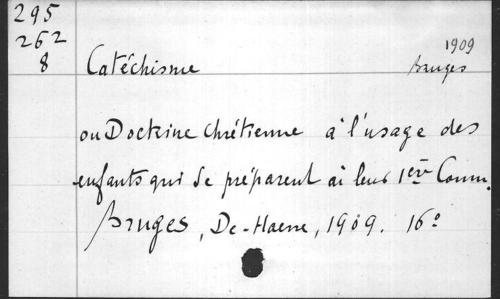 295
262
8
1909
Catéchisme Bruges
ou Doctrine chrétienne à l'usage des
enfants qui se préparent à leur 1ère Comm.
Bruges, De-Haene, 1909. 16°